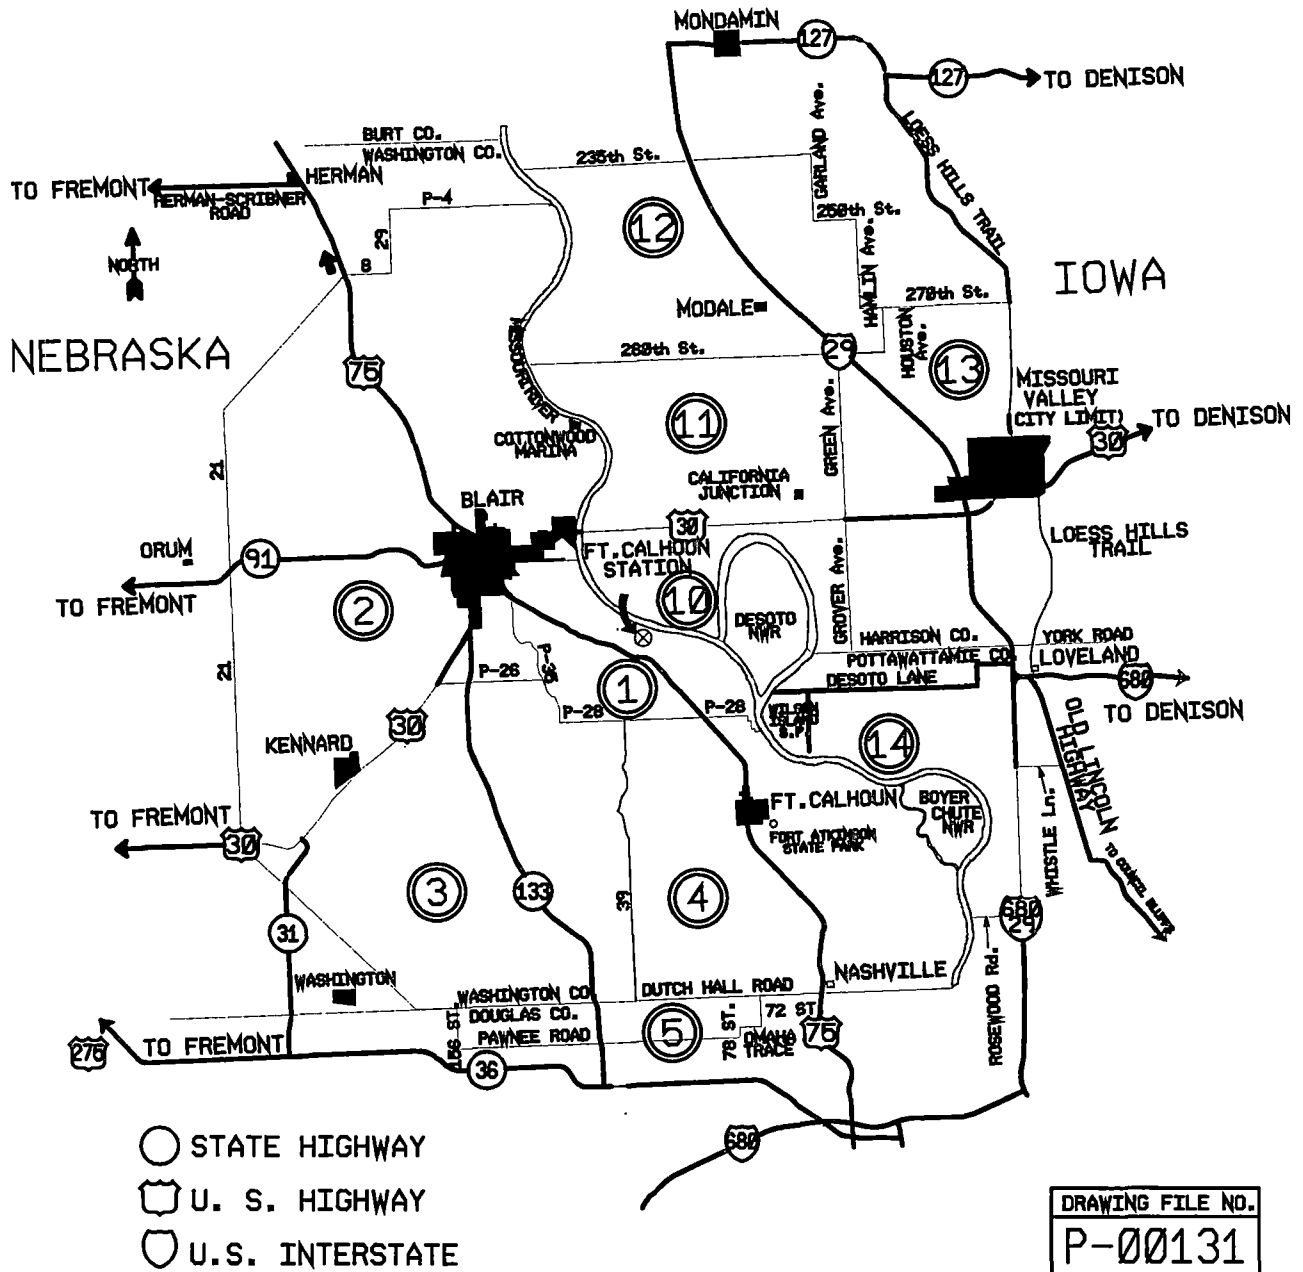 MONDAMIN
127
127
TO DENISON
BURT CO.
WASHINGTON CO.
235th St.
GARLAND Ave.
LOESS HILLS TRAIL
TO FREMONT
HERMAN
HERMAN-SCRIBNER
ROAD
P-4
29
8
250th St.
12
NORTH
IOWA
HAMLIN Ave.
270th St.
MODALE
NEBRASKA
MISSOURI RIVER
280th St.
29
HOUSTON
Ave.
13
75
MISSOURI
VALLEY
(CITY LIMIT)
TO DENISON
30
GREEN Ave.
11
COTTONWOOD
MARINA
21
CALIFORNIA
JUNCTION
BLAIR
30
LOESS HILLS
TRAIL
ORUM
91
FT.CALHOUN
STATION
TO FREMONT
2
10
DESOTO
NWR
GROVER Ave.
HARRISON CO.
YORK ROAD
POTTAWATTAMIE CO.
LOVELAND
DESOTO LANE
21
P-26
P-35
1
680
TO DENISON
P-28
P-28
WILSON
ISLAND
S.P.
30
14
KENNARD
OLD LINCOLN
HIGHWAY
FT.CALHOUN
BOYER
CHUTE
NWR
FORT ATKINSON
STATE PARK
TO FREMONT
30
WHISTLE Ln.
TO COUNCIL BLUFFS
3
133
39
4
680
29
31
WASHINGTON
NASHVILLE
ROSEWOOD Rd.
WASHINGTON CO.
DUTCH HALL ROAD
DOUGLAS CO.
156 ST.
PAWNEE ROAD
5
78 ST.
72 ST
OMAHA
TRACE
75
275
TO FREMONT
36
680
STATE HIGHWAY
U. S. HIGHWAY
U.S. INTERSTATE
DRAWING FILE NO.
P-00131